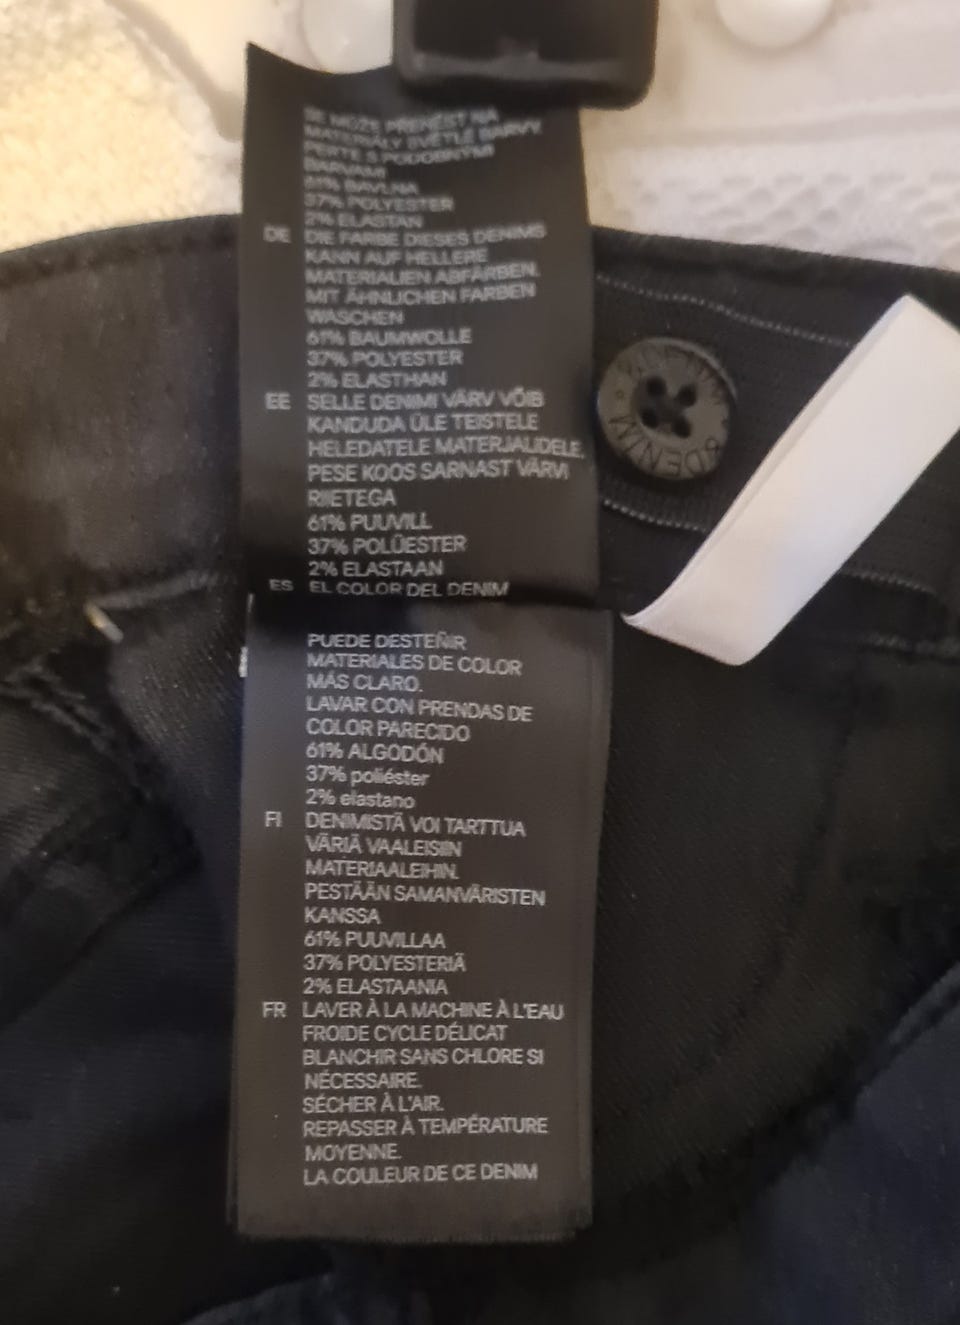 SE MŮŽE PŘENÉST NA
MATERIÁLY SVĚTLÉ BARVY.
PERTE S PODOBNÝMI
BARVAMI
61% BAVLNA
37% POLYESTER
2% ELASTAN
DE DIE FARBE DIESES DENIMS
KANN AUF HELLERE
MATERIALIEN ABFÄRBEN.
MIT ÄHNLICHEN FARBEN
WASCHEN
61% BAUMWOLLE
37% POLYESTER
2% ELASTHAN
EE SELLE DENIMI VÄRV VÕIB
KANDUDA ÜLE TEISTELE
HELEDATELE MATERJALIDELE.
PESE KOOS SARNAST VÄRVI
RIIETEGA
61% PUUVILL
37% POLÜESTER
2% ELASTAAN
ES EL COLOR DEL DENIM
PUEDE DESTEÑIR
MATERIALES DE COLOR
MÁS CLARO.
LAVAR CON PRENDAS DE
COLOR PARECIDO
61% ALGODÓN
37% poliéster
2% elastano
FI DENIMISTÄ VOI TARTTUA
VÄRIÄ VAALEISIIN
MATERIAALEIHIN.
PESTÄÄN SAMANVÄRISTEN
KANSSA
61% PUUVILLAA
37% POLYESTERIÄ
2% ELASTAANIA
FR LAVER À LA MACHINE À L'EAU
FROIDE CYCLE DÉLICAT
BLANCHIR SANS CHLORE SI
NÉCESSAIRE.
SÉCHER À L'AIR.
REPASSER À TEMPÉRATURE
MOYENNE.
LA COULEUR DE CE DENIM
&DENIM
&DENIM